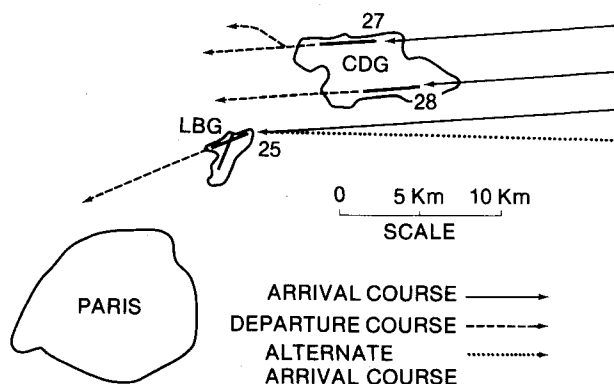 27
CDG
28
LBG
25
0 5 Km 10 Km
SCALE
PARIS
ARRIVAL COURSE
DEPARTURE COURSE
ALTERNATE
ARRIVAL COURSE